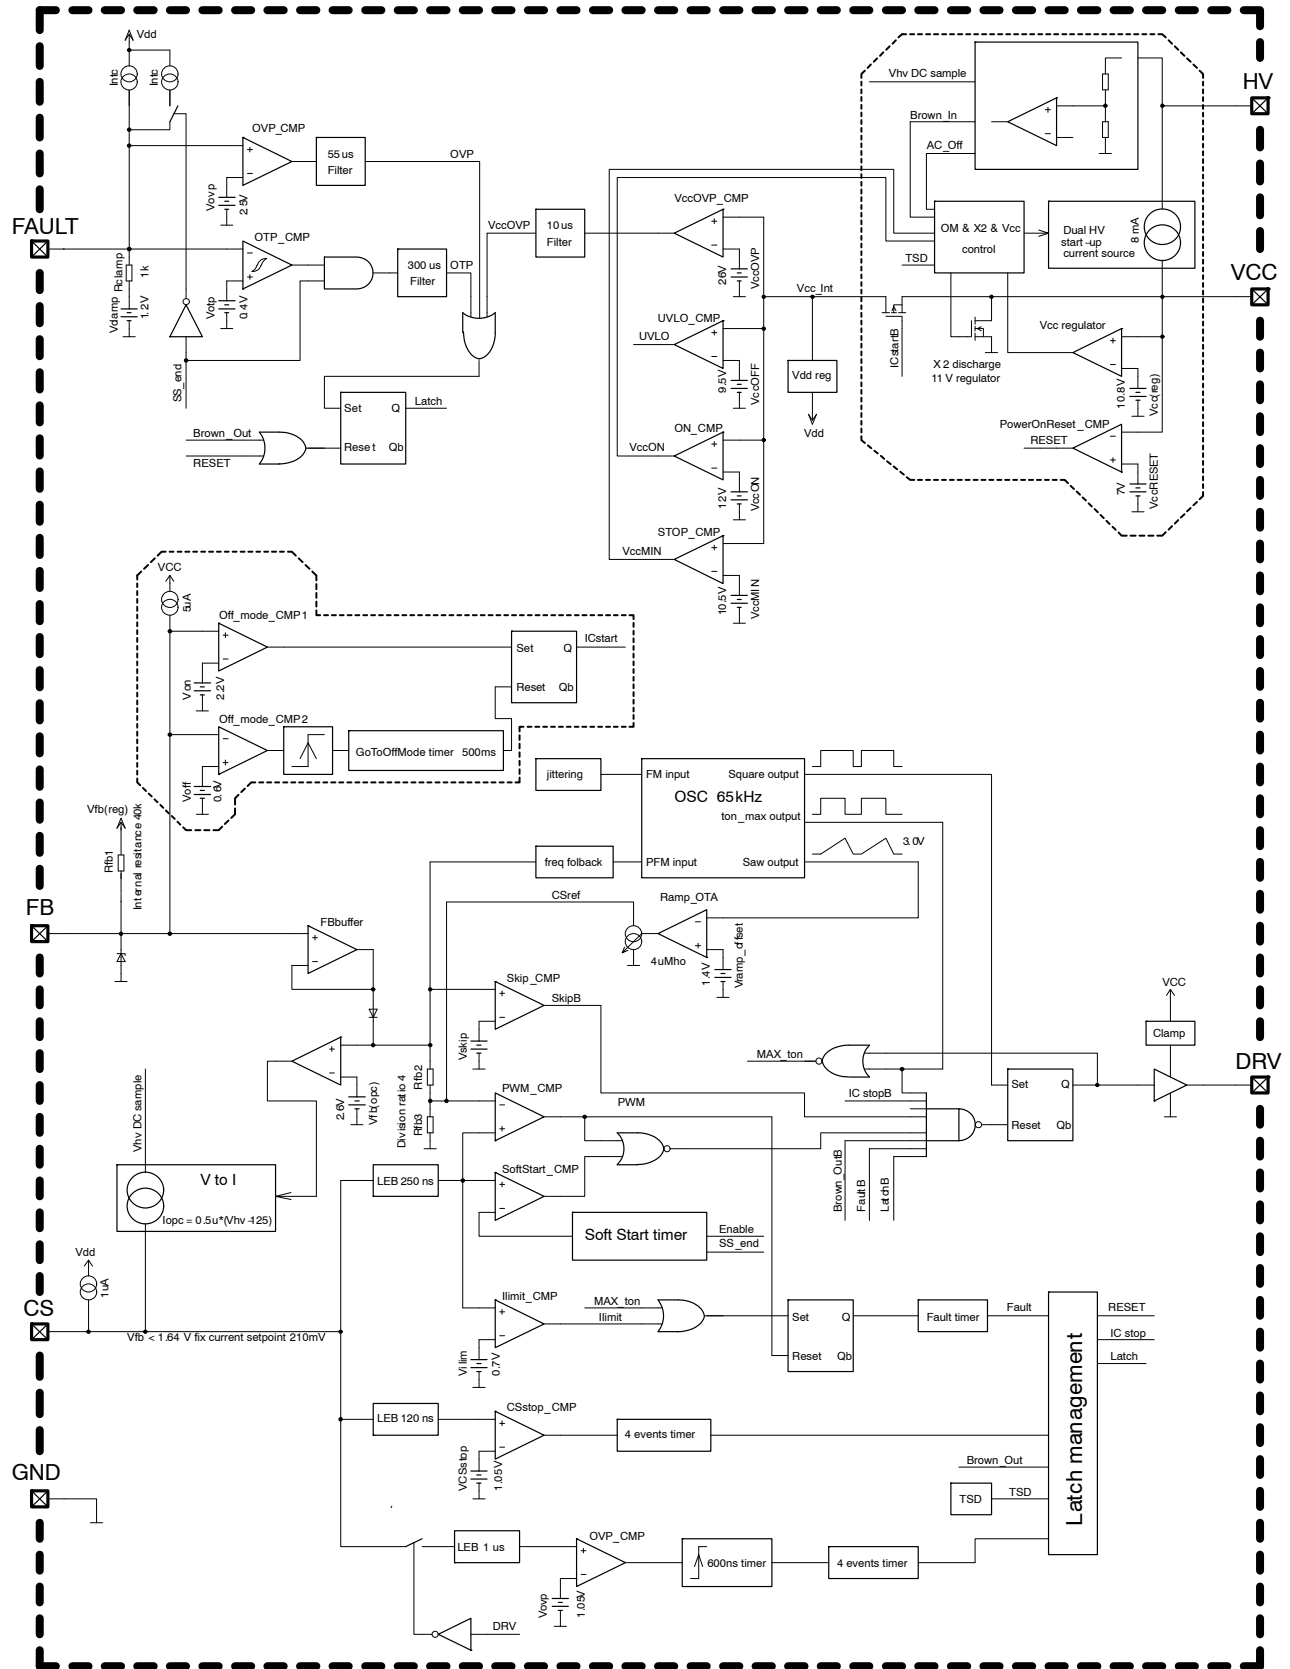 Vdd
Intc
Intc
OVP_CMP
55us
Filter
OVP
Vovp
2.5V
FAULT
OTP_CMP
300 us
Filter
OTP
Rclamp
1k
Vclamp
1.2V
Votp
0.4V
SS_end
Set
Q
Latch
Reset
Qb
Brown_Out
RESET
VccOVP
10us
Filter
VccOVP_CMP
26V
VccOVP
Vcc_Int
UVLO_CMP
UVLO
9.5V
VccOFF
Vdd reg
Vdd
ON_CMP
VccON
12V
VccON
STOP_CMP
VccMIN
10.5V
VccMIN
Vhv DC sample
Brown_In
AC_Off
HV
OM & X2 & Vcc
control
TSD
Dual HV
start-up
current source
8 mA
VCC
ICstartB
X2 discharge
11 V regulator
Vcc regulator
10.8V
Vcc(reg)
PowerOnReset_CMP
RESET
7V
VccRESET
VCC
5uA
Off_mode_CMP1
Von
2.2V
Set
Q
ICstart
Reset
Qb
Off_mode_CMP2
GoToOffMode timer 500ms
Voff
0.6V
Vfb(reg)
Rfb1
Internal resitance 40k
FB
FBbuffer
jittering
FM input
Square output
OSC 65kHz
ton_max output
freq folback
PFM input
Saw output
3.0V
CSref
Ramp_OTA
4uMho
1.4V
Vramp_offset
Skip_CMP
SkipB
Vskip
2.6V
Vfb(opc)
Division ratio 4
Rfb2
Rfb3
PWM_CMP
PWM
MAX_ton
IC stopB
Brown_OutB
FaultB
LatchB
Set
Q
Reset
Qb
VCC
Clamp
DRV
Vhv DC sample
V to I
Iopc = 0.5u*(Vhv-125)
LEB 250 ns
SoftStart_CMP
Soft Start timer
Enable
SS_end
Vdd
1uA
CS
Vfb < 1.64 V fix current setpoint 210mV
Ilimit_CMP
Vilim
0.7V
MAX_ton
Ilimit
Set
Q
Reset
Qb
Fault timer
Fault
Latch management
RESET
IC stop
Latch
LEB 120 ns
CSstop_CMP
VCSstop
1.05V
4 events timer
Brown_Out
TSD
TSD
GND
LEB 1 us
OVP_CMP
Vovp
1.05V
600ns timer
4 events timer
DRV